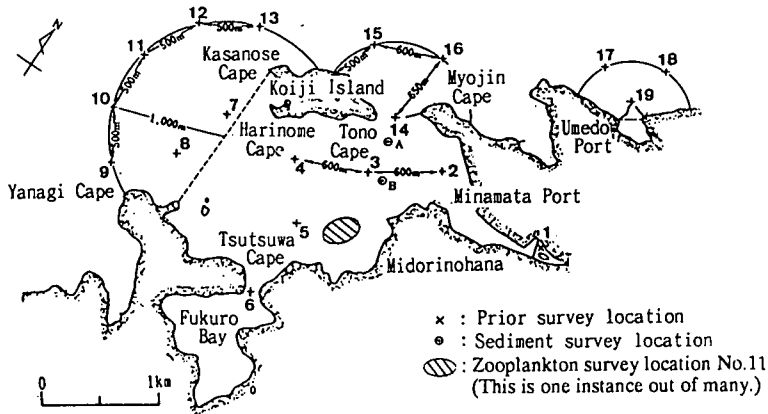 12
13
500m
500m
11
500m
Kasanose
Cape
15
600m
16
500m
650m
17
18
10
7
1,000m
Koiji Island
Myojin
Cape
19
14
500m
8
Harinome
Cape
Tono
Cape
A
Umedo
Port
9
4
600m
3
600m
2
B
Yanagi Cape
Minamata Port
5
Tsutsuwa
Cape
1
Midorinohana
6
Fukuro
Bay
× : Prior survey location
⊙ : Sediment survey location
: Zooplankton survey location No.11
(This is one instance out of many.)
0
1km